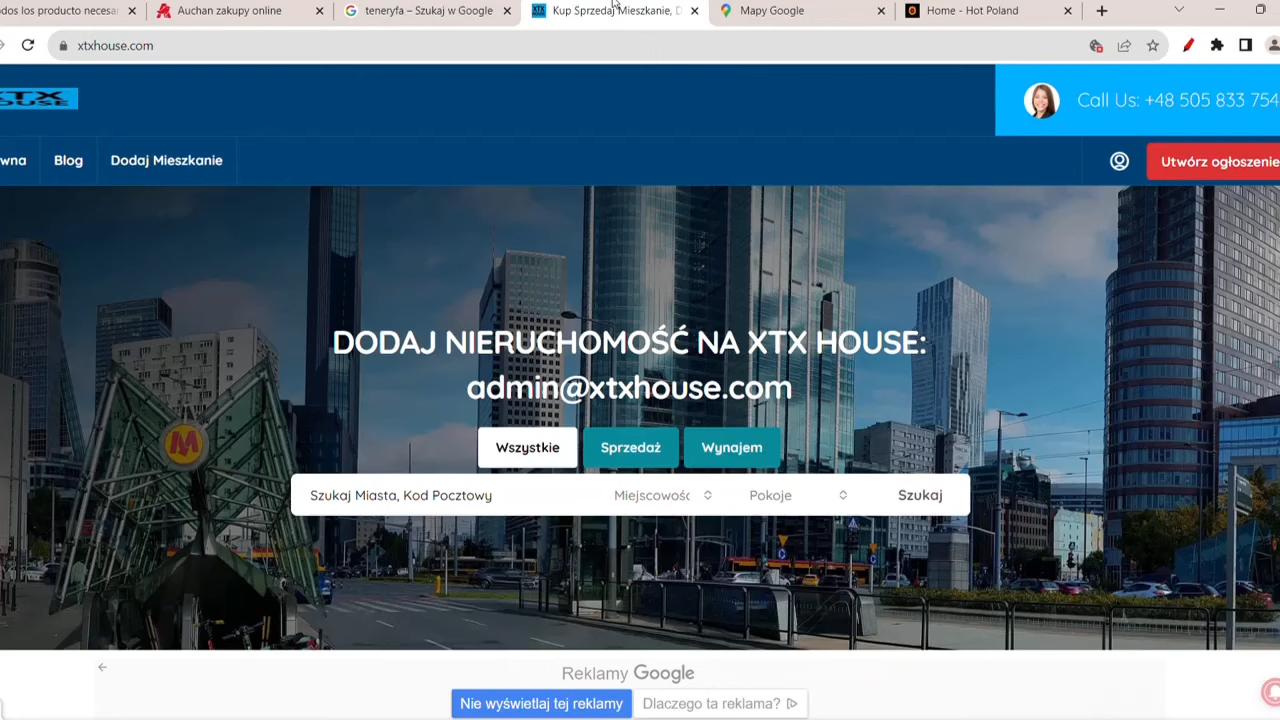 dos los producto necesa
Auchan zakupy online
teneryfa – Szukaj w Google
Kup Sprzedaj Mieszkanie, D
Mapy Google
Home - Hot Poland
xtxhouse.com
XTX
HOUSE
Call Us: +48 505 833 754
wna
Blog
Dodaj Mieszkanie
Utwórz ogłoszenie
DODAJ NIERUCHOMOŚĆ NA XTX HOUSE:
admin@xtxhouse.com
Wszystkie
Sprzedaż
Wynajem
Szukaj Miasta, Kod Pocztowy
Miejscowość
Pokoje
Szukaj
M
Reklamy Google
Nie wyświetlaj tej reklamy
Dlaczego ta reklama?